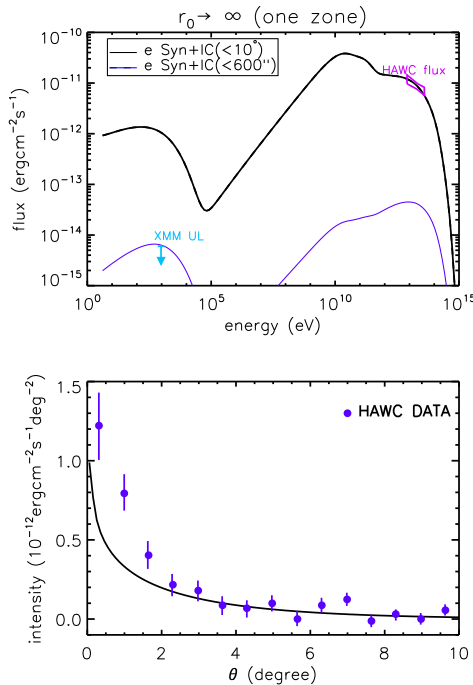 r₀→ ∞ (one zone)
e Syn+IC(<10°)
e Syn+IC(<600")
HAWC flux
XMM UL
flux (ergcm⁻²s⁻¹)
10⁻¹⁰
10⁻¹¹
10⁻¹²
10⁻¹³
10⁻¹⁴
10⁻¹⁵
10⁰ 10⁵ 10¹⁰ 10¹⁵
energy (eV)
HAWC DATA
intensity (10⁻¹²ergcm⁻²s⁻¹deg⁻²)
1.5
1.0
0.5
0.0
0 2 4 6 8 10
θ (degree)